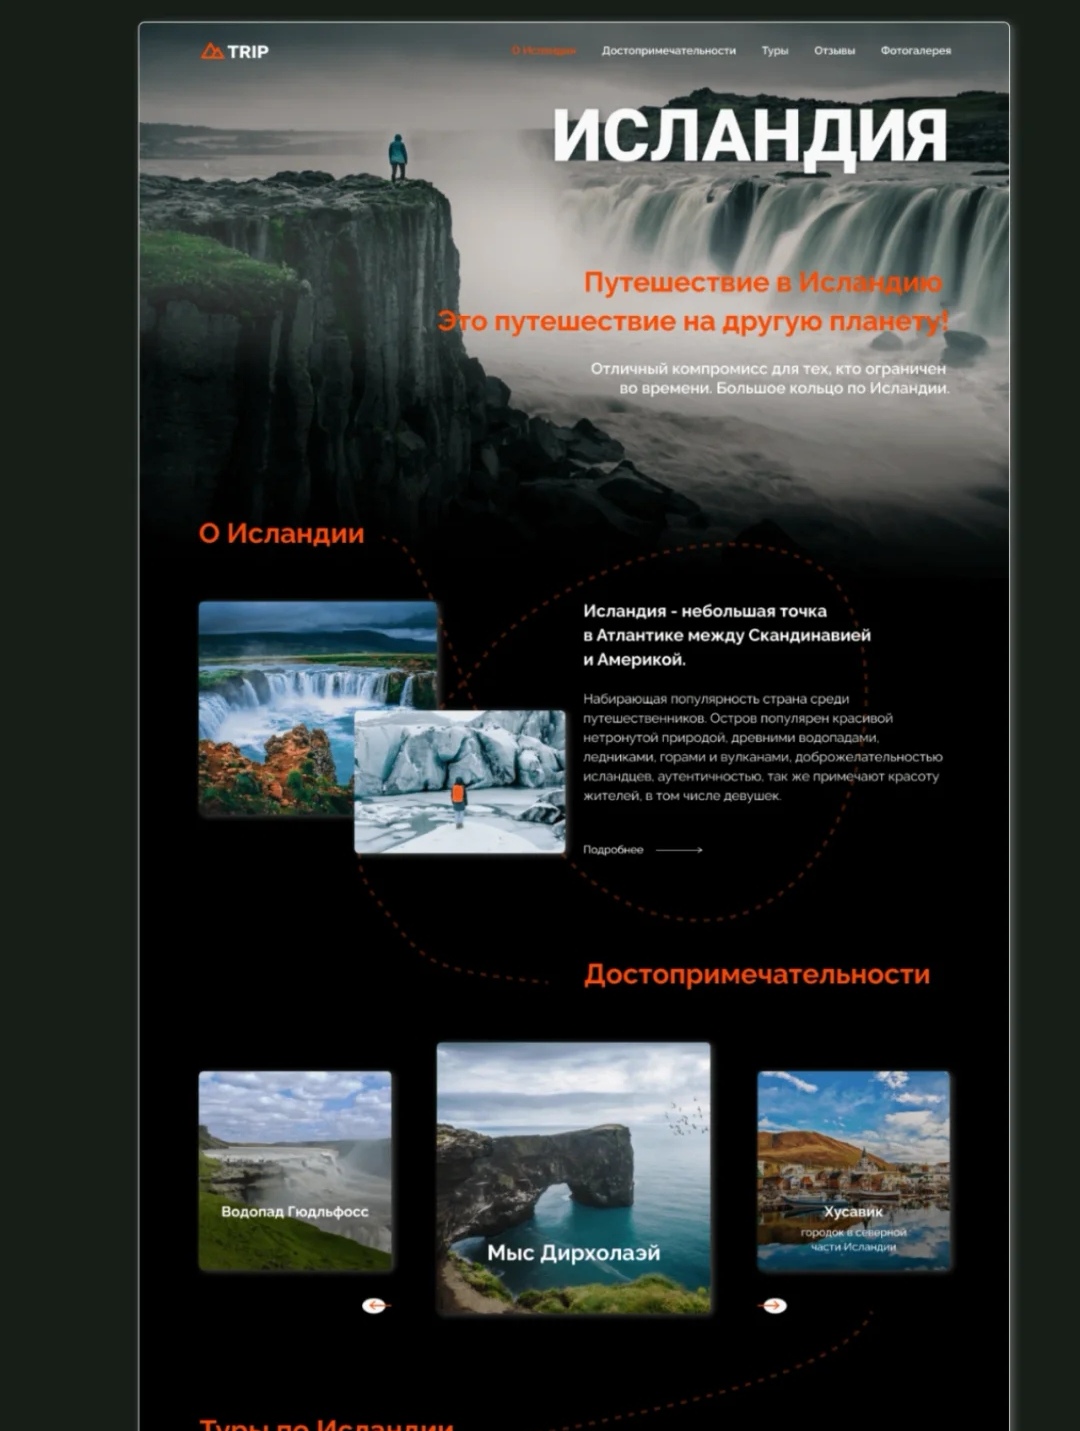 TRIP
О Исландии
Достопримечательности
Туры
Отзывы
Фотогалерея
ИСЛАНДИЯ
Путешествие в Исландию
Это путешествие на другую планету!
Отличный компромисс для тех, кто ограничен
во времени. Большое кольцо по Исландии.
О Исландии
Исландия - небольшая точка
в Атлантике между Скандинавией
и Америкой.
Набирающая популярность страна среди
путешественников. Остров популярен красивой
нетронутой природой, древними водопадами,
ледниками, горами и вулканами, доброжелательностью
исландцев, аутентичностью, так же примечают красоту
жителей, в том числе девушек.
Подробнее
Достопримечательности
Водопад Гюдльфосс
Мыс Дирхолаэй
Хусавик
городок в северной
части Исландии
Туры по Исландии